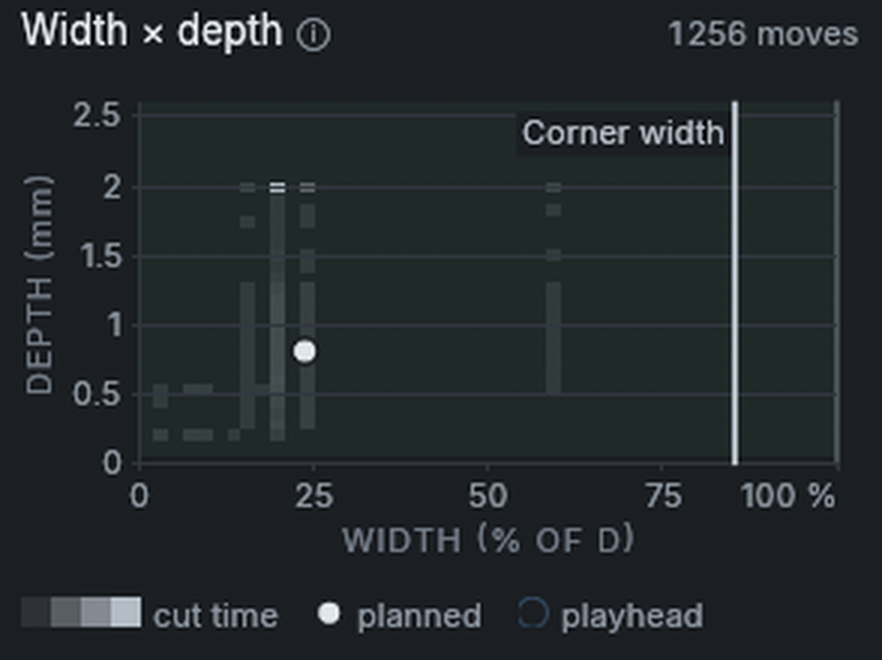 Width × depth ⓘ
1256 moves
Corner width
DEPTH (mm)
2.5
2
1.5
1
0.5
0
0 25 50 75 100 %
WIDTH (% OF D)
cut time planned playhead